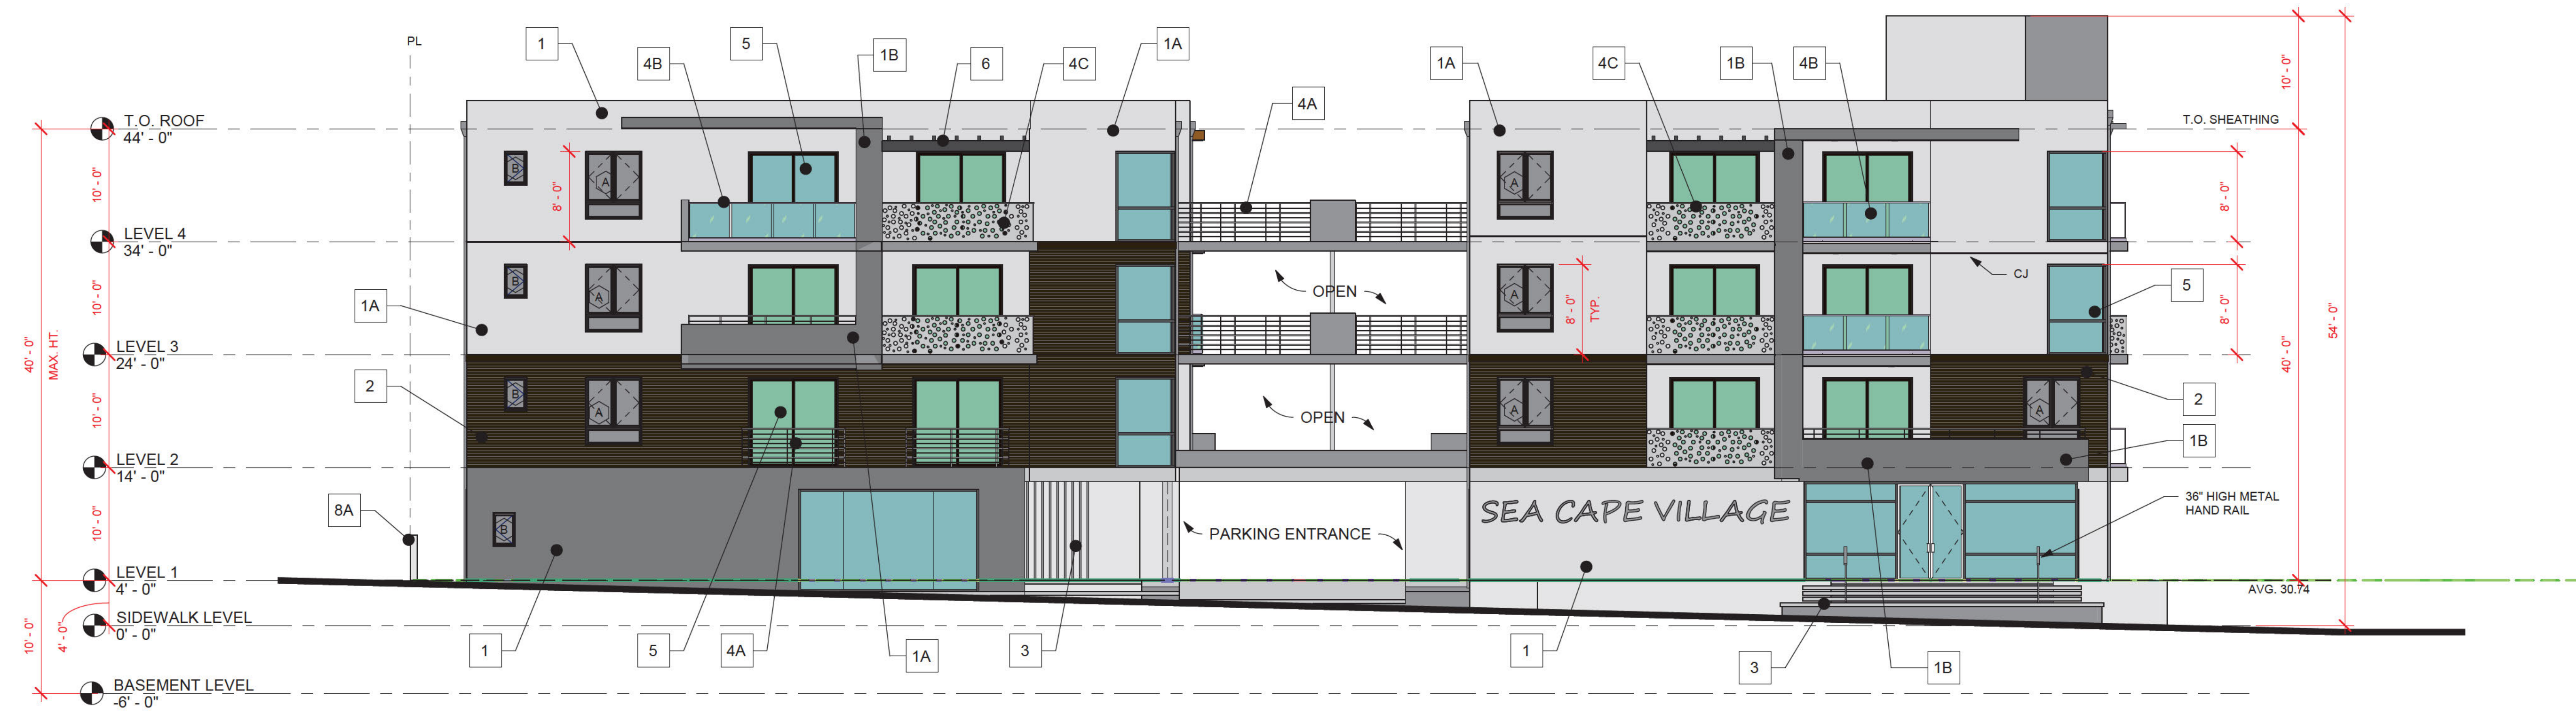 PL
1
4B
5
1B
6
4C
1A
4A
1A
4C
1B
4B
T.O. ROOF
44' - 0"
T.O. SHEATHING
10' - 0"
10' - 0"
B
A
8' - 0"
A
8' - 0"
LEVEL 4
34' - 0"
54' - 0"
40' - 0"
MAX. HT.
10' - 0"
1A
B
A
OPEN
8' - 0"
TYP.
A
CJ
5
8' - 0"
40' - 0"
LEVEL 3
24' - 0"
2
10' - 0"
B
A
OPEN
A
A
2
1B
LEVEL 2
14' - 0"
8A
10' - 0"
B
PARKING ENTRANCE
SEA CAPE VILLAGE
36" HIGH METAL
HAND RAIL
LEVEL 1
4' - 0"
AVG. 30.74
SIDEWALK LEVEL
0' - 0"
10' - 0"
4' - 0"
1
5
4A
1A
3
1
3
1B
BASEMENT LEVEL
-6' - 0"